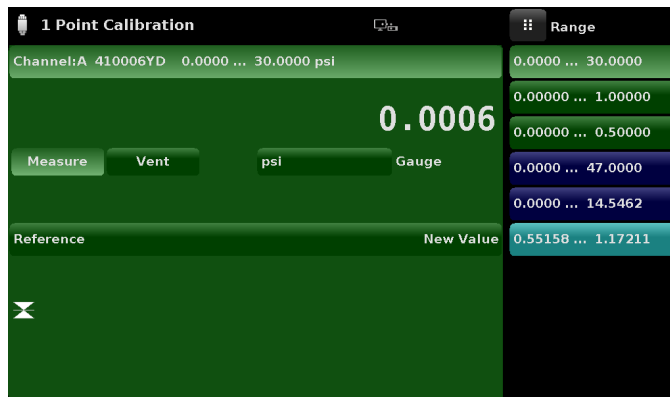 1 Point Calibration
Channel:A 410006YD 0.0000 ... 30.0000 psi
0.0006
Measure Vent psi Gauge
Reference New Value
Range
0.0000 ... 30.0000
0.00000 ... 1.00000
0.00000 ... 0.50000
0.0000 ... 47.0000
0.0000 ... 14.5462
0.55158 ... 1.17211